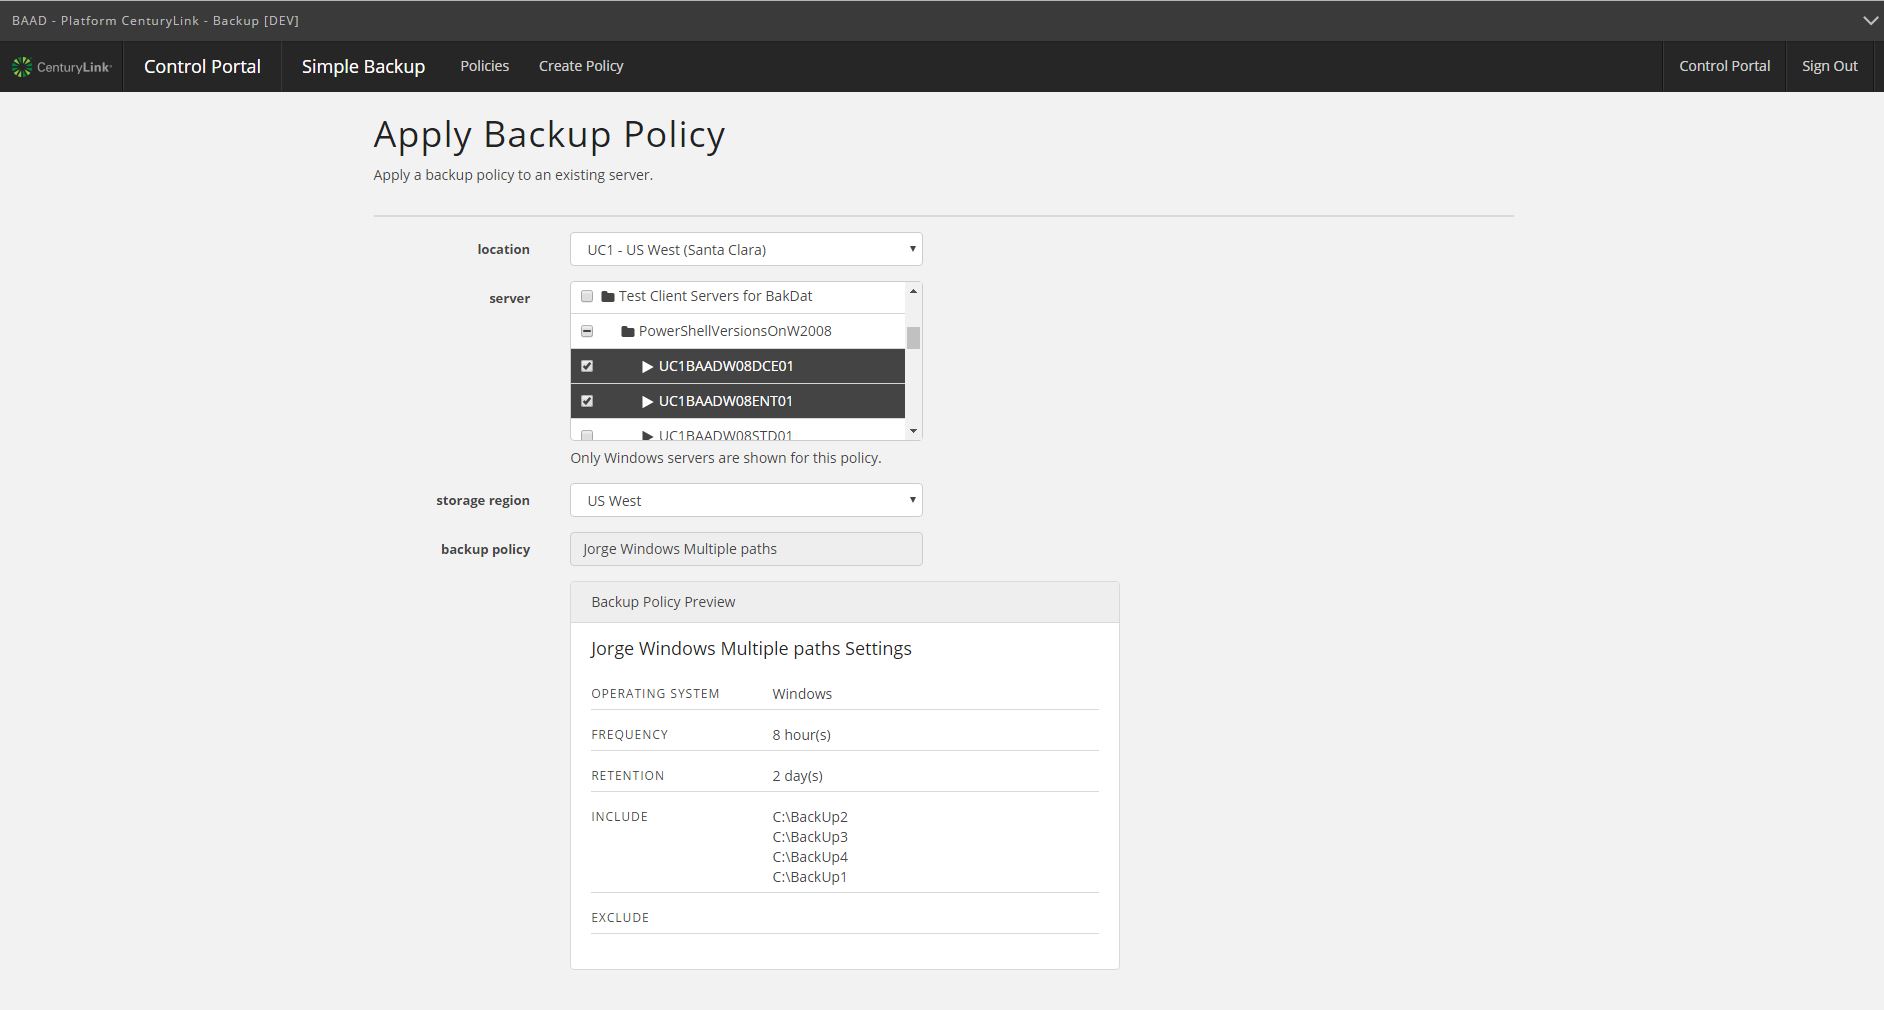 BAAD - Platform CenturyLink - Backup [DEV]
CenturyLink Control Portal Simple Backup Policies Create Policy Control Portal Sign Out
Apply Backup Policy
Apply a backup policy to an existing server.
location UC1 - US West (Santa Clara)
server Test Client Servers for BakDat
PowerShellVersionsOnW2008
UC1BAADW08DCE01
UC1BAADW08ENT01
UC1BAADW08STD01
Only Windows servers are shown for this policy.
storage region US West
backup policy Jorge Windows Multiple paths
Backup Policy Preview
Jorge Windows Multiple paths Settings
OPERATING SYSTEM Windows
FREQUENCY 8 hour(s)
RETENTION 2 day(s)
INCLUDE C:\BackUp2
C:\BackUp3
C:\BackUp4
C:\BackUp1
EXCLUDE